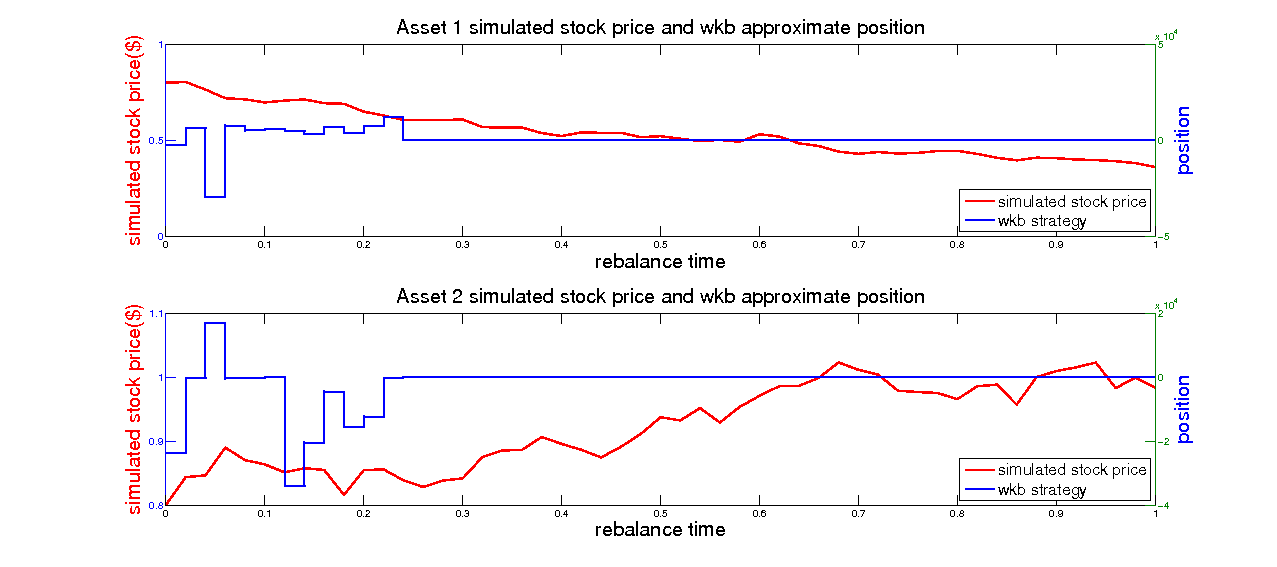 Asset 1 simulated stock price and wkb approximate position
x 10^4
1
5
simulated stock price($)
0.5
0
position
simulated stock price
wkb strategy
0
-5
0 0.1 0.2 0.3 0.4 0.5 0.6 0.7 0.8 0.9 1
rebalance time
Asset 2 simulated stock price and wkb approximate position
x 10^4
1.1
2
simulated stock price($)
1
0
position
0.9
-2
simulated stock price
wkb strategy
0.8
-4
0 0.1 0.2 0.3 0.4 0.5 0.6 0.7 0.8 0.9 1
rebalance time